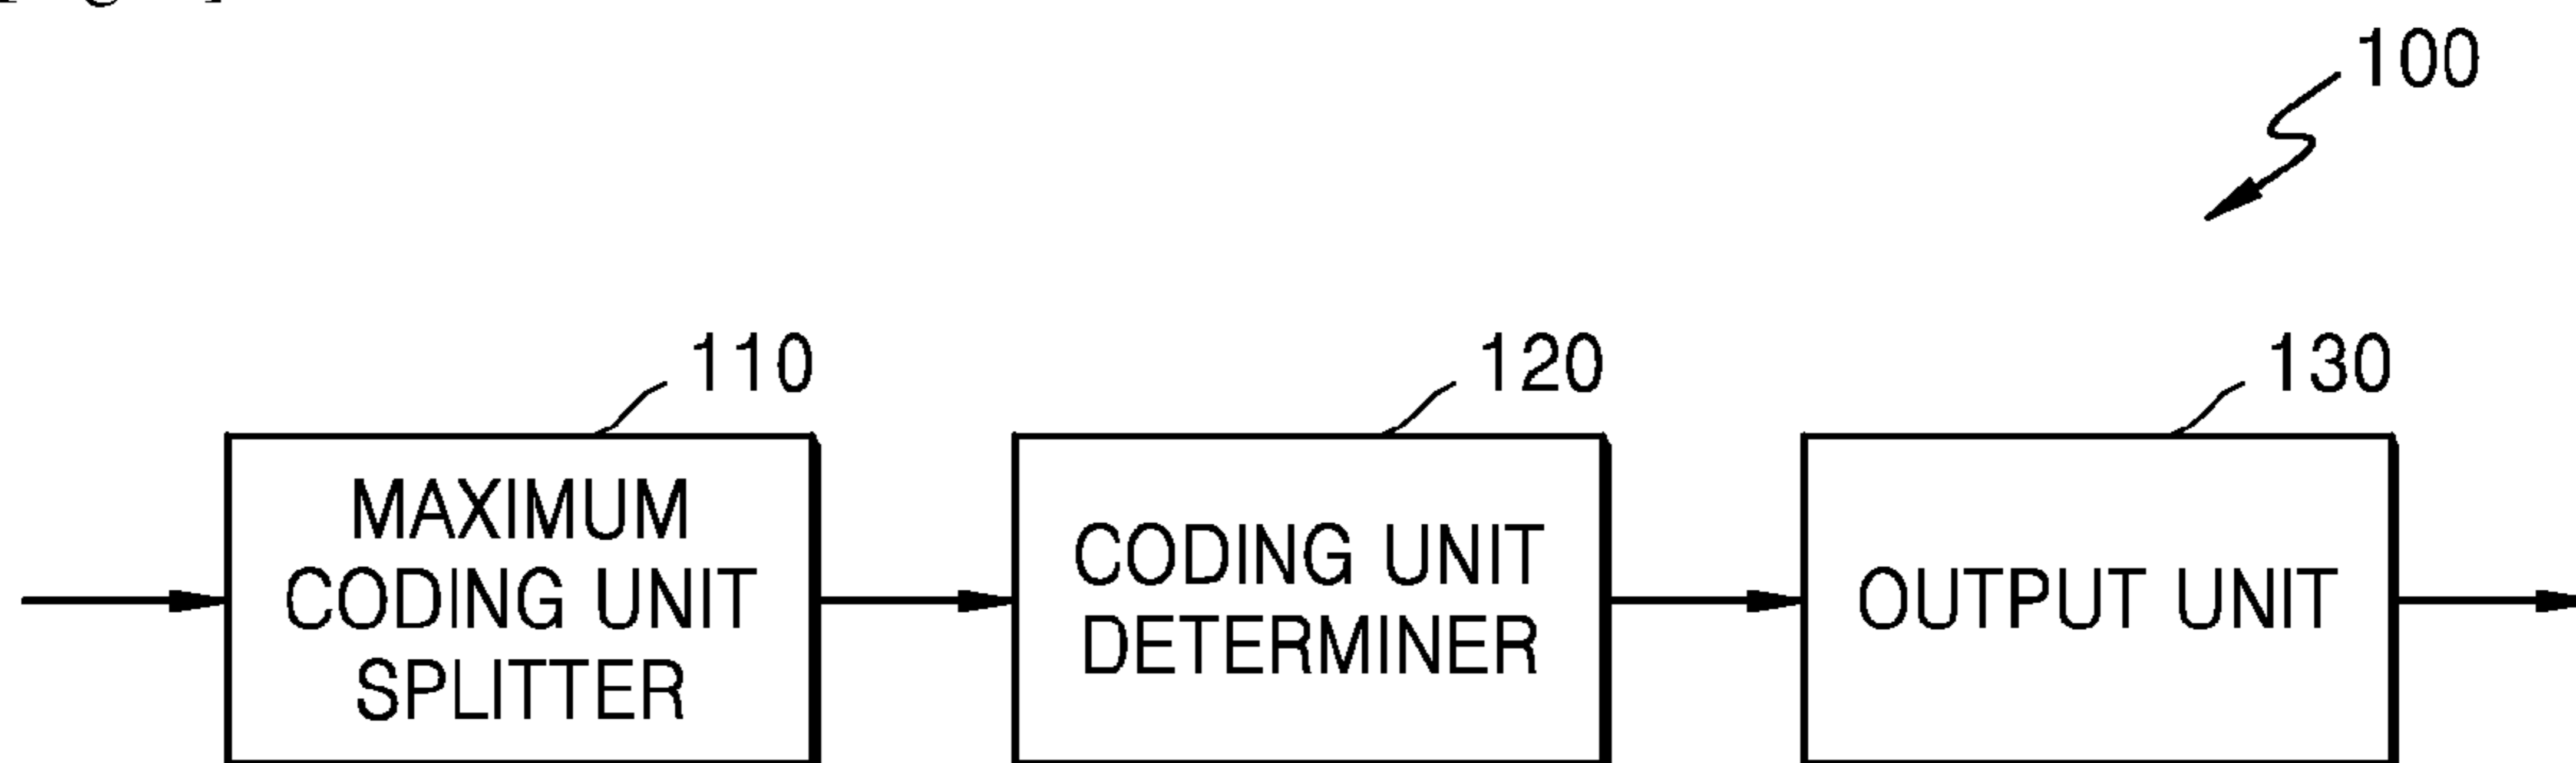 100
110
120
130
MAXIMUM
CODING UNIT
SPLITTER
CODING UNIT
DETERMINER
OUTPUT UNIT